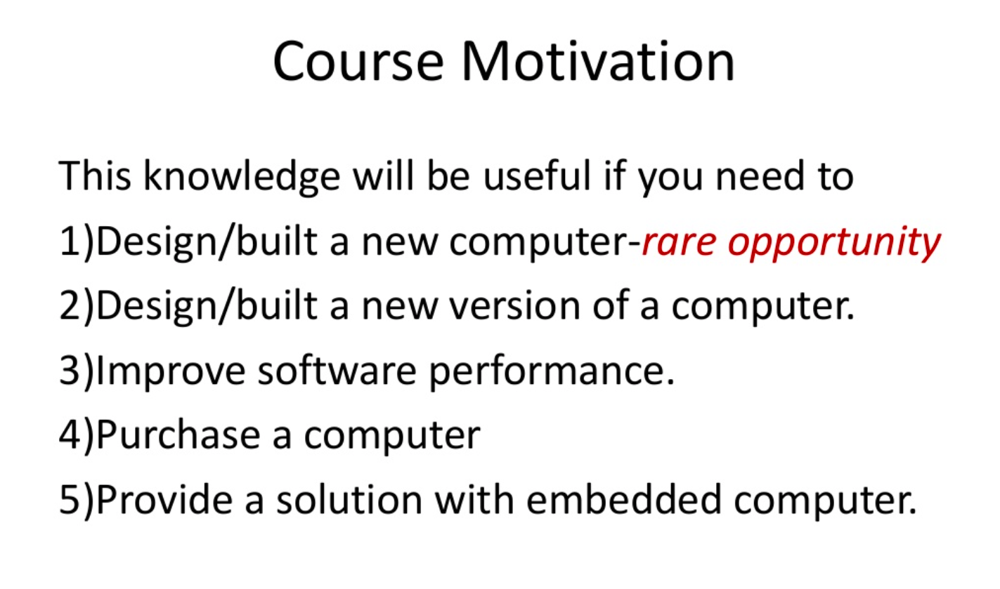 Course Motivation
This knowledge will be useful if you need to
1)Design/built a new computer-rare opportunity
2)Design/built a new version of a computer.
3)Improve software performance.
4)Purchase a computer
5)Provide a solution with embedded computer.